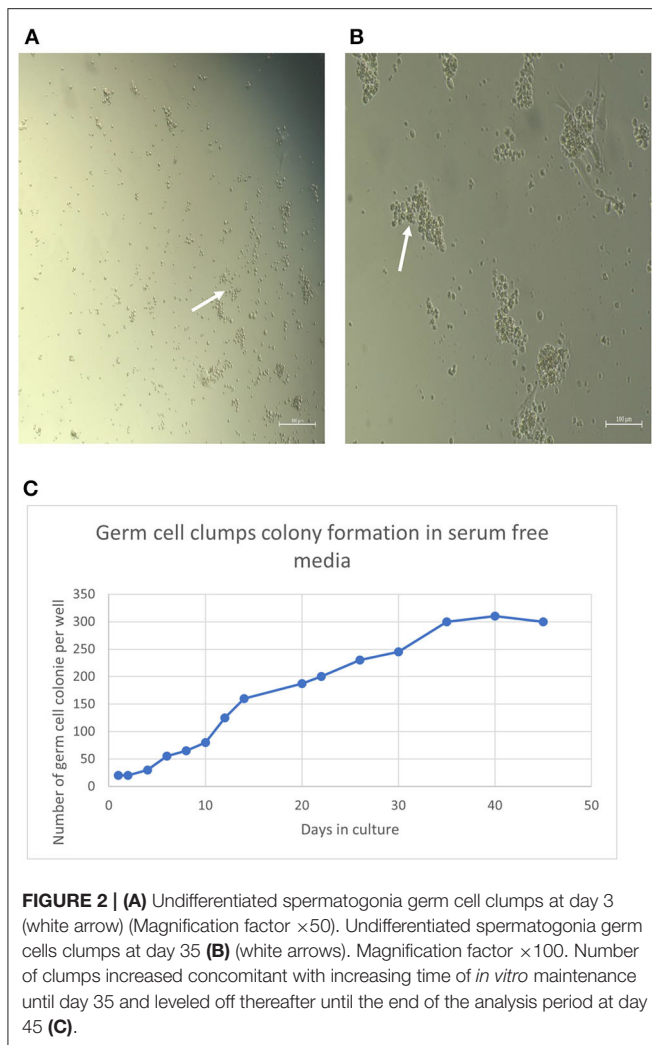 A
B
100 µm
C
Germ cell clumps colony formation in serum free
media
Number of germ cell colonie per well
350
300
250
200
150
100
50
0
0 10 20 30 40 50
Days in culture
FIGURE 2 | (A) Undifferentiated spermatogonia germ cell clumps at day 3
(white arrow) (Magnification factor ×50). Undifferentiated spermatogonia germ
cells clumps at day 35 (B) (white arrows). Magnification factor ×100. Number
of clumps increased concomitant with increasing time of in vitro maintenance
until day 35 and leveled off thereafter until the end of the analysis period at day
45 (C).